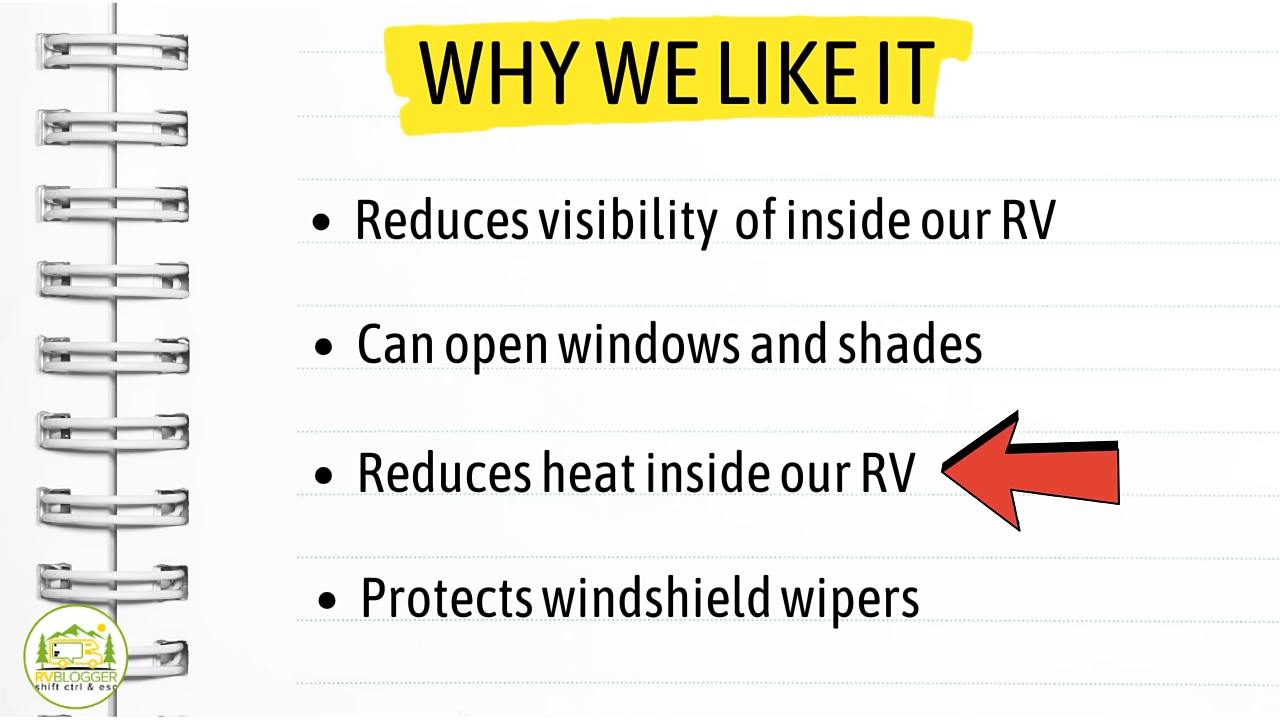 WHY WE LIKE IT
• Reduces visibility of inside our RV
• Can open windows and shades
• Reduces heat inside our RV
• Protects windshield wipers
RVBLOGGER
shift ctrl & esc